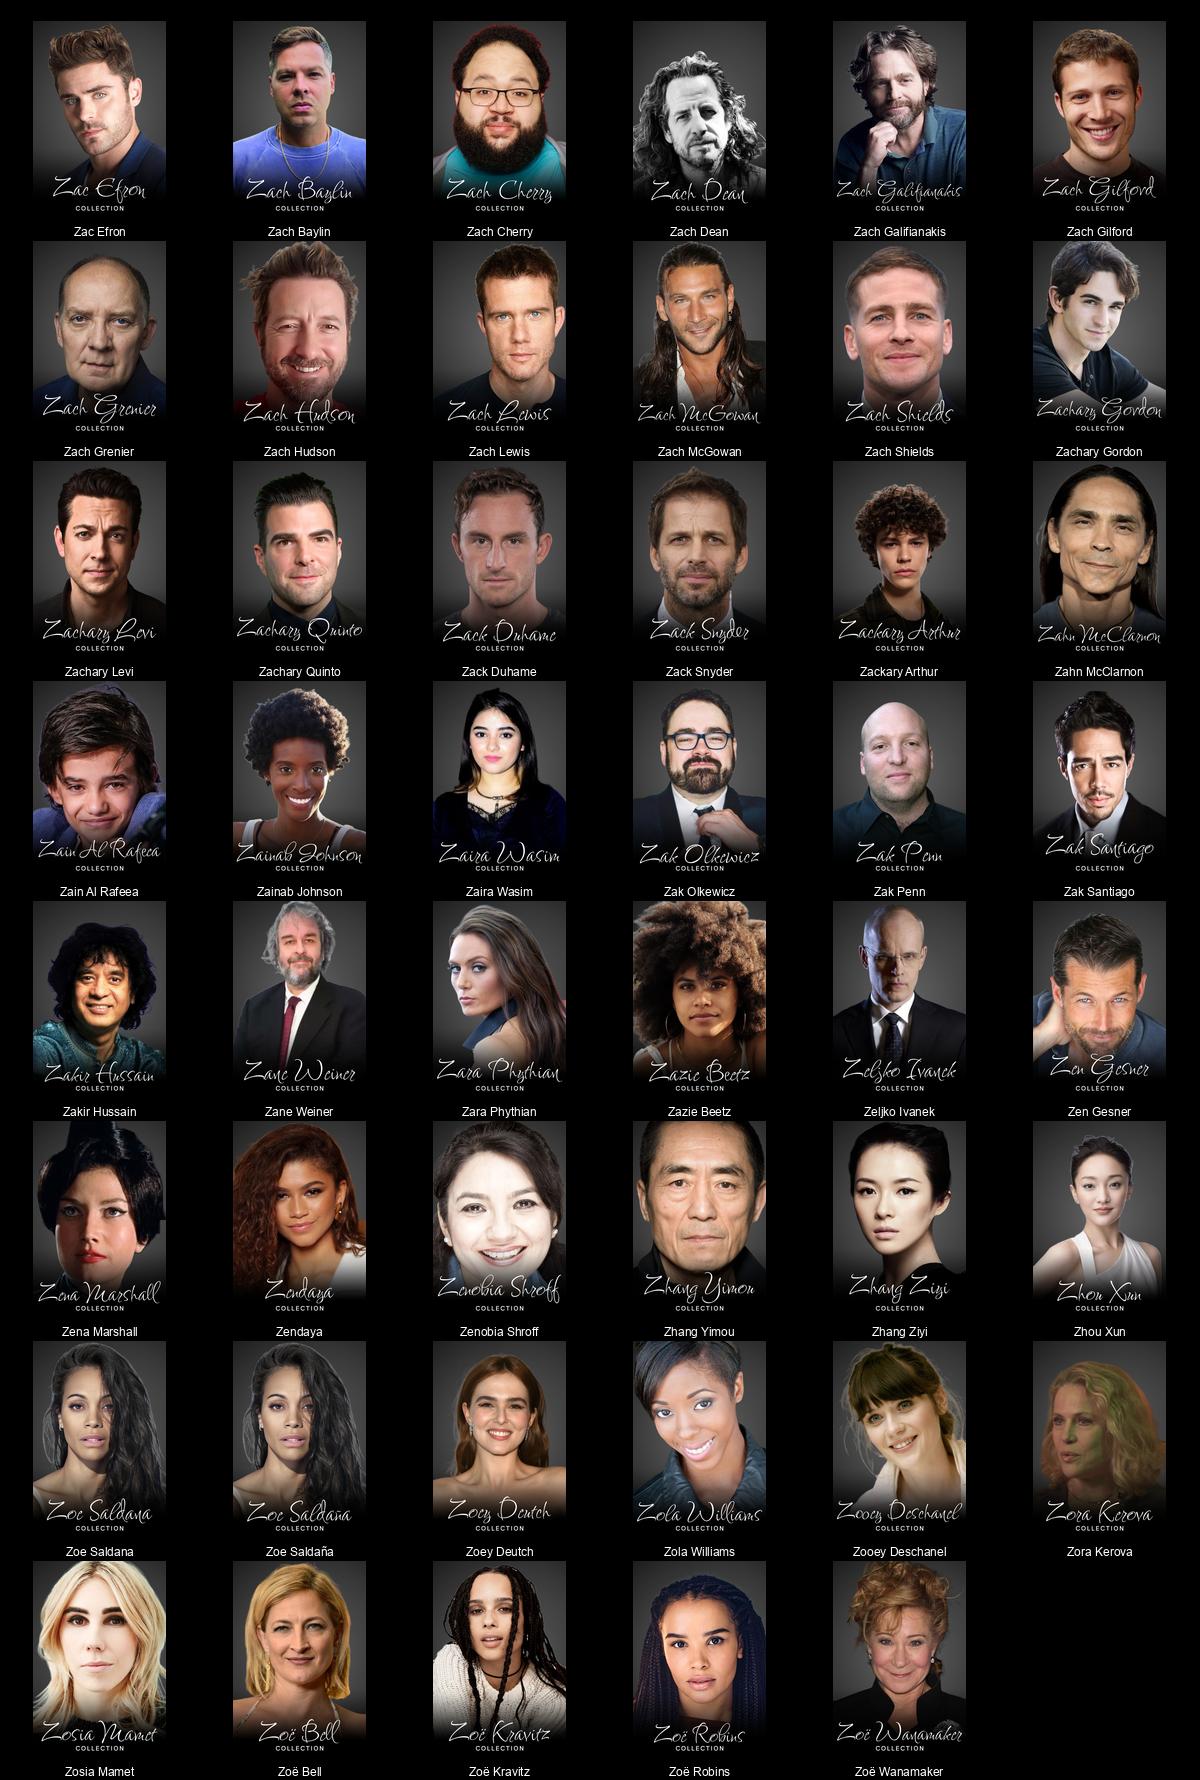 Zac Efron
COLLECTION
Zac Efron
Zach Baylin
COLLECTION
Zach Baylin
Zach Cherry
COLLECTION
Zach Cherry
Zach Dean
COLLECTION
Zach Dean
Zach Galifianakis
COLLECTION
Zach Galifianakis
Zach Gilford
COLLECTION
Zach Gilford
Zach Grenier
COLLECTION
Zach Grenier
Zach Hudson
COLLECTION
Zach Hudson
Zach Lewis
COLLECTION
Zach Lewis
Zach McGowan
COLLECTION
Zach McGowan
Zach Shields
COLLECTION
Zach Shields
Zachary Gordon
COLLECTION
Zachary Gordon
Zachary Levi
COLLECTION
Zachary Levi
Zachary Quinto
COLLECTION
Zachary Quinto
Zack Duhame
COLLECTION
Zack Duhame
Zack Snyder
COLLECTION
Zack Snyder
Zackary Arthur
COLLECTION
Zackary Arthur
Zahn McClarnon
COLLECTION
Zahn McClarnon
Zain Al Rafeea
COLLECTION
Zain Al Rafeea
Zainab Johnson
COLLECTION
Zainab Johnson
Zaira Wasim
COLLECTION
Zaira Wasim
Zak Olkewicz
COLLECTION
Zak Olkewicz
Zak Penn
COLLECTION
Zak Penn
Zak Santiago
COLLECTION
Zak Santiago
Zakir Hussain
COLLECTION
Zakir Hussain
Zane Weiner
COLLECTION
Zane Weiner
Zara Phythian
COLLECTION
Zara Phythian
Zazie Beetz
COLLECTION
Zazie Beetz
Zeljko Ivanek
COLLECTION
Zeljko Ivanek
Zen Gesner
COLLECTION
Zen Gesner
Zena Marshall
COLLECTION
Zena Marshall
Zendaya
COLLECTION
Zendaya
Zenobia Shroff
COLLECTION
Zenobia Shroff
Zhang Yimou
COLLECTION
Zhang Yimou
Zhang Ziyi
COLLECTION
Zhang Ziyi
Zhou Xun
COLLECTION
Zhou Xun
Zoe Saldana
COLLECTION
Zoe Saldana
Zoe Saldaña
COLLECTION
Zoe Saldaña
Zoey Deutch
COLLECTION
Zoey Deutch
Zola Williams
COLLECTION
Zola Williams
Zooey Deschanel
COLLECTION
Zooey Deschanel
Zora Kerova
COLLECTION
Zora Kerova
Zosia Mamet
COLLECTION
Zosia Mamet
Zoë Bell
COLLECTION
Zoë Bell
Zoë Kravitz
COLLECTION
Zoë Kravitz
Zoë Robins
COLLECTION
Zoë Robins
Zoë Wanamaker
COLLECTION
Zoë Wanamaker